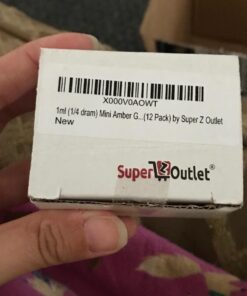 X000V0AOWT
1ml (1/4 dram) Mini Amber G...(12 Pack) by Super Z Outlet
New
Super Z Outlet®